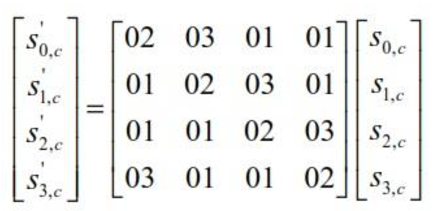 s'0,c 02 03 01 01 s0,c
s'1,c 01 02 03 01 s1,c
=
s'2,c 01 01 02 03 s2,c
s'3,c 03 01 01 02 s3,c